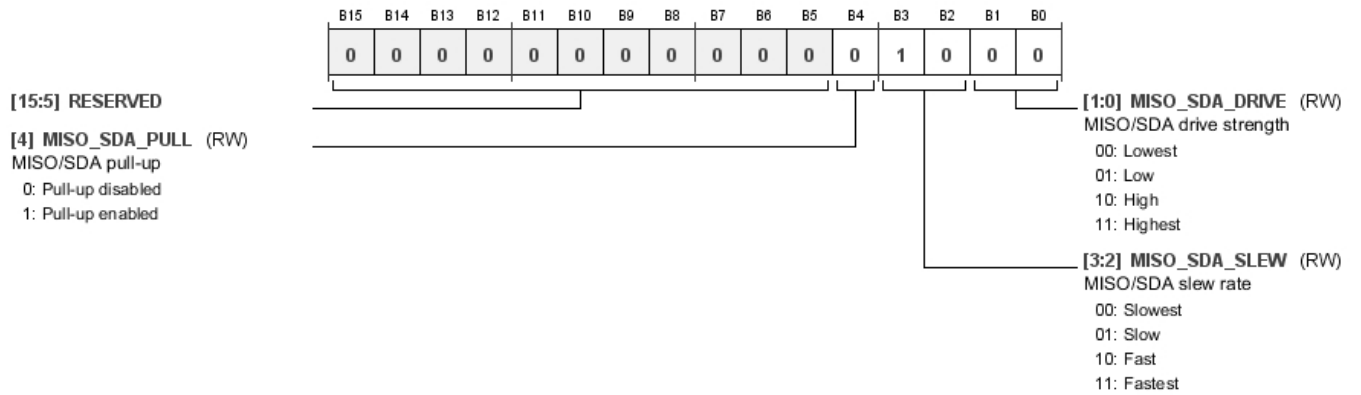 B15 B14 B13 B12 B11 B10 B9 B8 B7 B6 B5 B4 B3 B2 B1 B0
0 0 0 0 0 0 0 0 0 0 0 0 1 0 0 0
[15:5] RESERVED
[4] MISO_SDA_PULL (RW)
MISO/SDA pull-up
0: Pull-up disabled
1: Pull-up enabled
[1:0] MISO_SDA_DRIVE (RW)
MISO/SDA drive strength
00: Lowest
01: Low
10: High
11: Highest
[3:2] MISO_SDA_SLEW (RW)
MISO/SDA slew rate
00: Slowest
01: Slow
10: Fast
11: Fastest